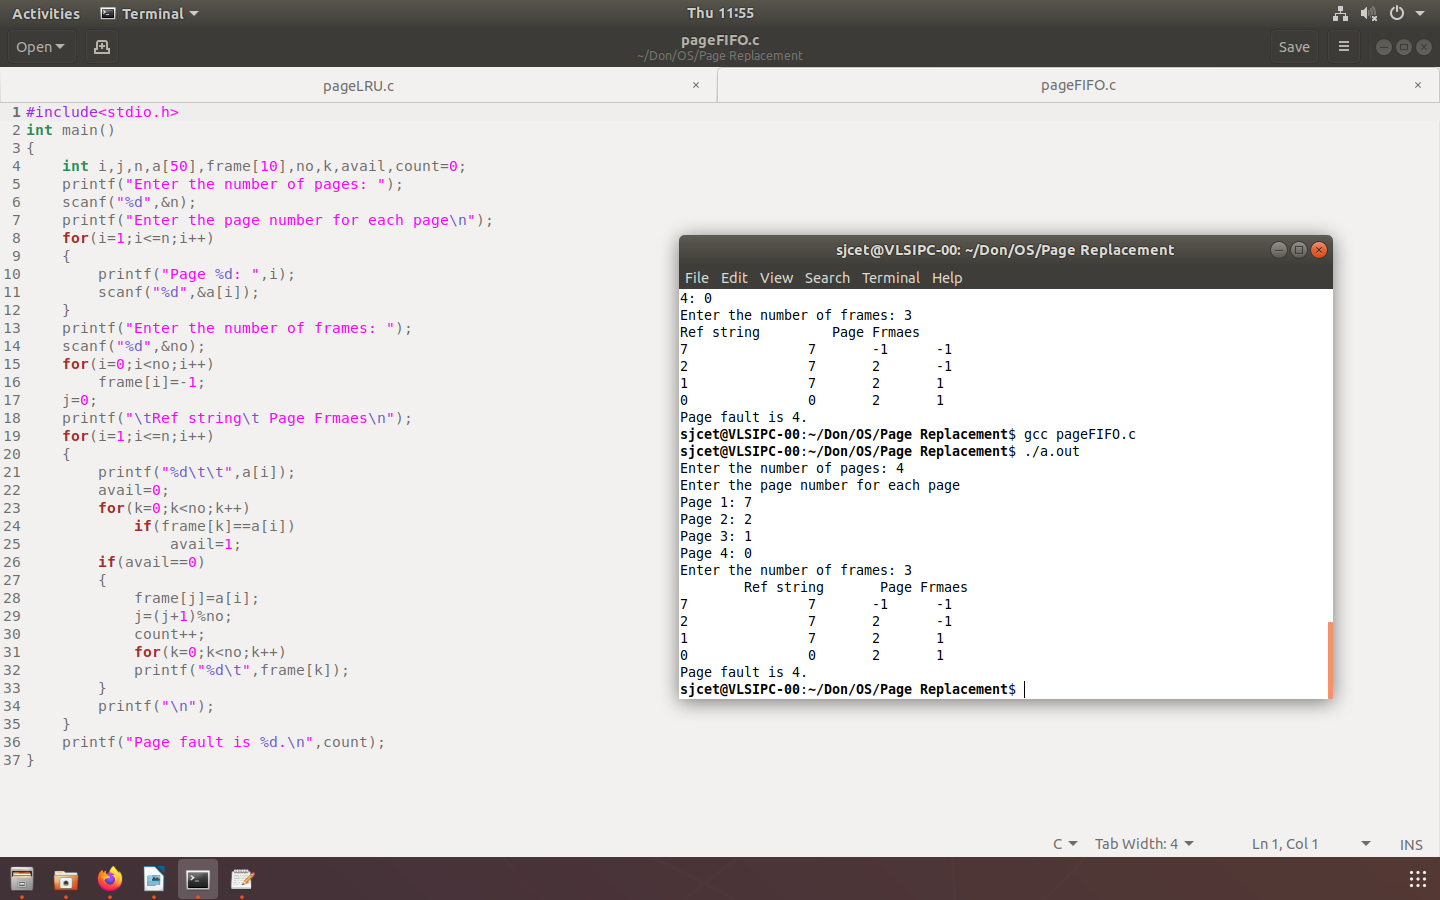 Activities Terminal Thu 11:55
Open pageFIFO.c Save
~/Don/OS/Page Replacement
pageLRU.c × pageFIFO.c ×
1 #include<stdio.h>
2 int main()
3 {
4     int i,j,n,a[50],frame[10],no,k,avail,count=0;
5     printf("Enter the number of pages: ");
6     scanf("%d",&n);
7     printf("Enter the page number for each page\n");
8     for(i=1;i<=n;i++)
9     {
10         printf("Page %d: ",i);
11         scanf("%d",&a[i]);
12     }
13     printf("Enter the number of frames: ");
14     scanf("%d",&no);
15     for(i=0;i<no;i++)
16         frame[i]=-1;
17     j=0;
18     printf("\tRef string\t Page Frmaes\n");
19     for(i=1;i<=n;i++)
20     {
21         printf("%d\t\t",a[i]);
22         avail=0;
23         for(k=0;k<no;k++)
24             if(frame[k]==a[i])
25                 avail=1;
26         if(avail==0)
27         {
28             frame[j]=a[i];
29             j=(j+1)%no;
30             count++;
31             for(k=0;k<no;k++)
32             printf("%d\t",frame[k]);
33         }
34         printf("\n");
35     }
36     printf("Page fault is %d.\n",count);
37 }
sjcet@VLSIPC-00: ~/Don/OS/Page Replacement
File Edit View Search Terminal Help
4: 0
Enter the number of frames: 3
Ref string         Page Frmaes
7               7       -1      -1
2               7       2       -1
1               7       2       1
0               0       2       1
Page fault is 4.
sjcet@VLSIPC-00:~/Don/OS/Page Replacement$ gcc pageFIFO.c
sjcet@VLSIPC-00:~/Don/OS/Page Replacement$ ./a.out
Enter the number of pages: 4
Enter the page number for each page
Page 1: 7
Page 2: 2
Page 3: 1
Page 4: 0
Enter the number of frames: 3
        Ref string       Page Frmaes
7               7       -1      -1
2               7       2       -1
1               7       2       1
0               0       2       1
Page fault is 4.
sjcet@VLSIPC-00:~/Don/OS/Page Replacement$
C Tab Width: 4 Ln 1, Col 1 INS